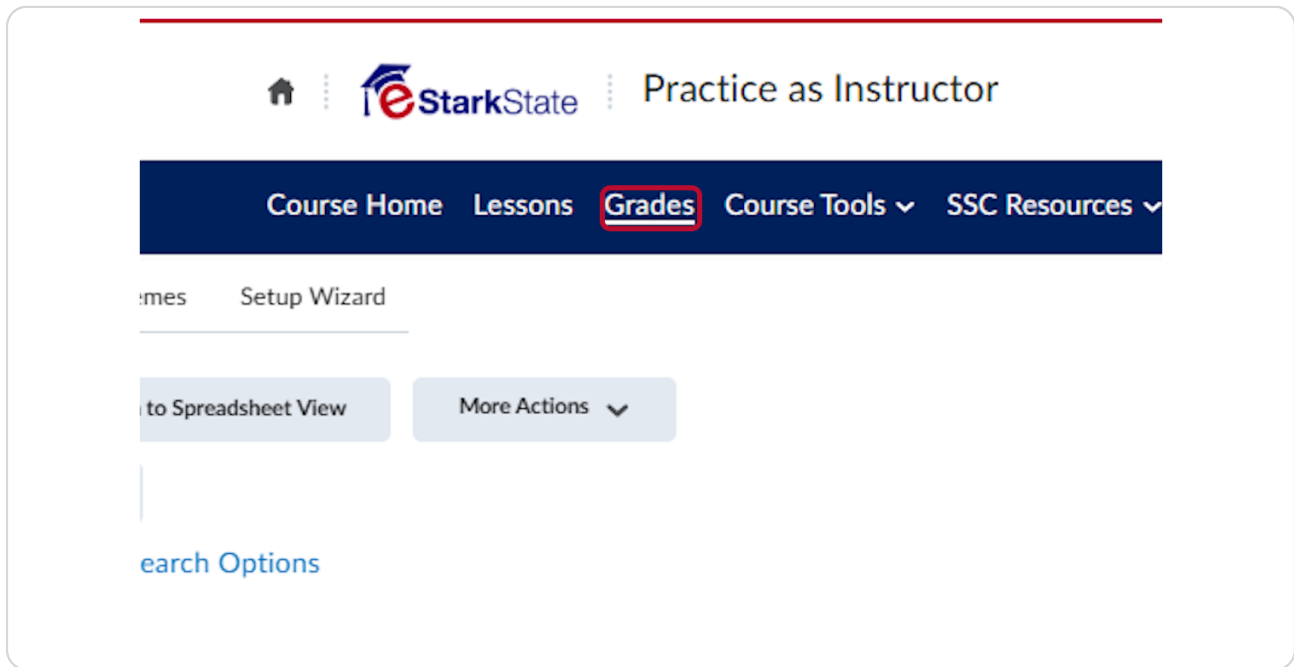 eStarkState Practice as Instructor
Course Home Lessons Grades Course Tools SSC Resources
emes Setup Wizard
to Spreadsheet View More Actions
earch Options